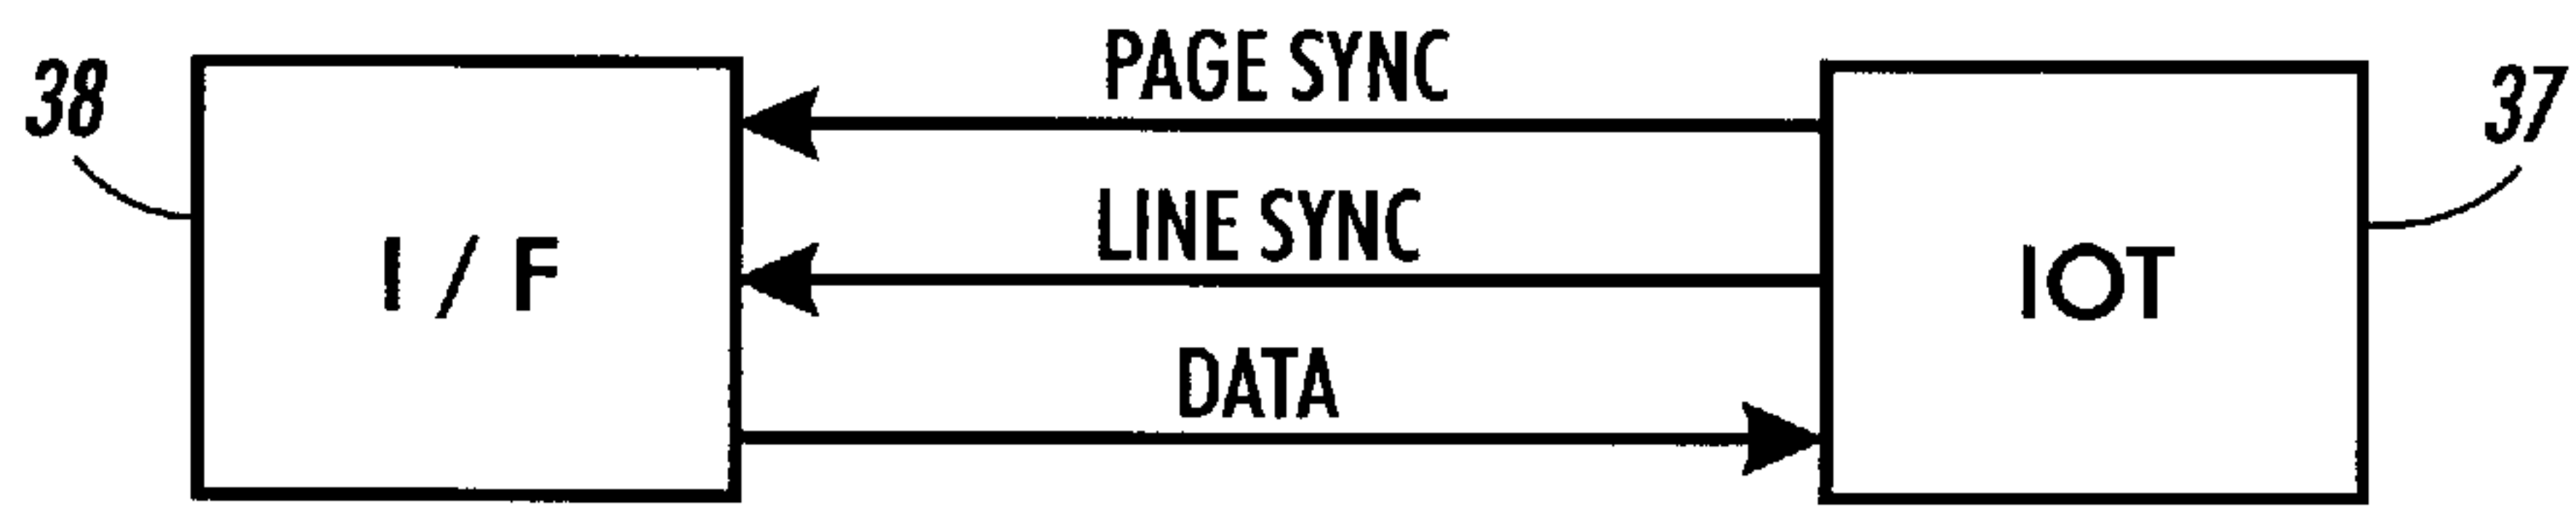 38
PAGE SYNC
37
LINE SYNC
I / F
IOT
DATA